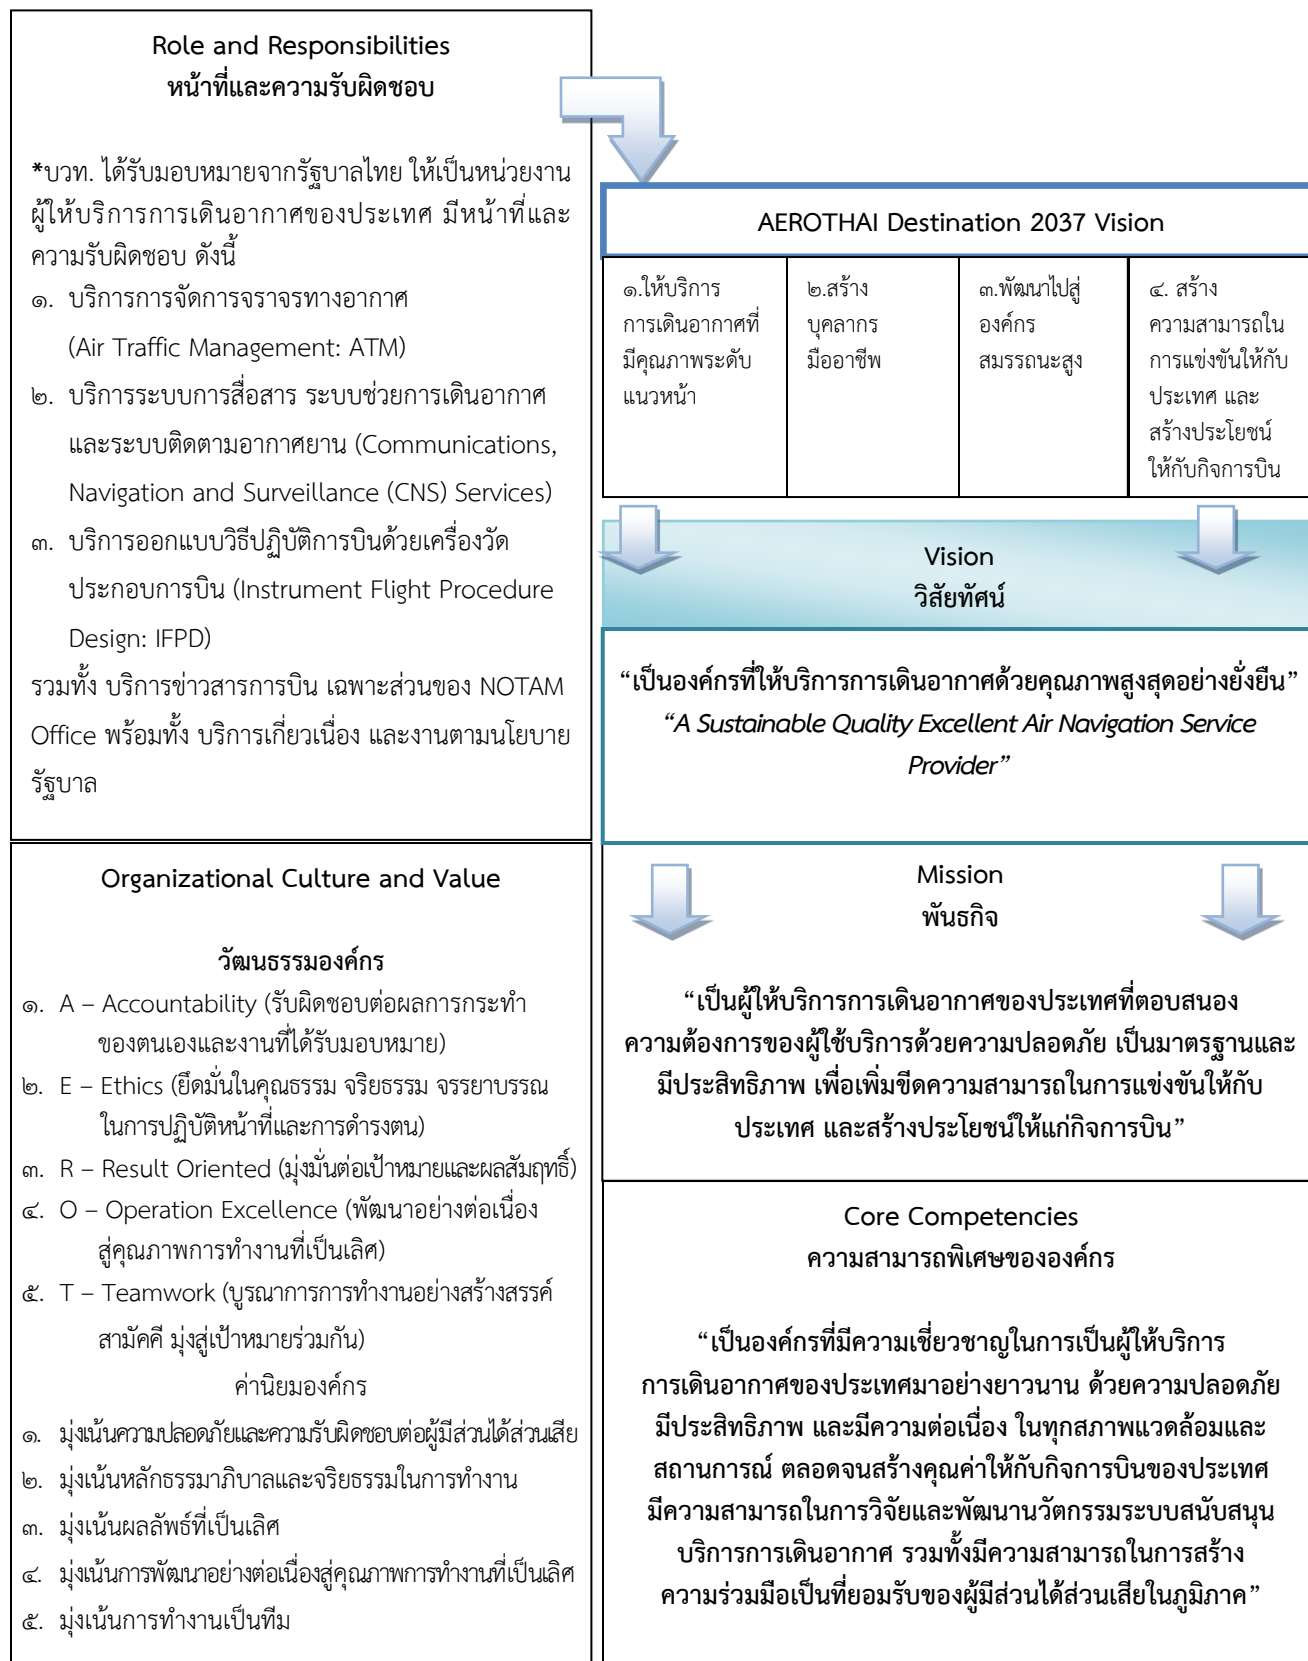 Role and Responsibilities
หน้าที่และความรับผิดชอบ
*บวท. ได้รับมอบหมายจากรัฐบาลไทย ให้เป็นหน่วยงาน
ผู้ให้บริการการเดินอากาศของประเทศ มีหน้าที่และ
ความรับผิดชอบ ดังนี้
๑. บริการการจัดการจราจรทางอากาศ
(Air Traffic Management: ATM)
๒. บริการระบบการสื่อสาร ระบบช่วยการเดินอากาศ
และระบบติดตามอากาศยาน (Communications,
Navigation and Surveillance (CNS) Services)
๓. บริการออกแบบวิธีปฏิบัติการบินด้วยเครื่องวัด
ประกอบการบิน (Instrument Flight Procedure
Design: IFPD)
รวมทั้ง บริการข่าวสารการบิน เฉพาะส่วนของ NOTAM
Office พร้อมทั้ง บริการเกี่ยวเนื่อง และงานตามนโยบาย
รัฐบาล
Organizational Culture and Value
วัฒนธรรมองค์กร
๑. A – Accountability (รับผิดชอบต่อผลการกระทำ
ของตนเองและงานที่ได้รับมอบหมาย)
๒. E – Ethics (ยึดมั่นในคุณธรรม จริยธรรม จรรยาบรรณ
ในการปฏิบัติหน้าที่และการดำรงตน)
๓. R – Result Oriented (มุ่งมั่นต่อเป้าหมายและผลสัมฤทธิ์)
๔. O – Operation Excellence (พัฒนาอย่างต่อเนื่อง
สู่คุณภาพการทำงานที่เป็นเลิศ)
๕. T – Teamwork (บูรณาการการทำงานอย่างสร้างสรรค์
สามัคคี มุ่งสู่เป้าหมายร่วมกัน)
ค่านิยมองค์กร
๑. มุ่งเน้นความปลอดภัยและความรับผิดชอบต่อผู้มีส่วนได้ส่วนเสีย
๒. มุ่งเน้นหลักธรรมาภิบาลและจริยธรรมในการทำงาน
๓. มุ่งเน้นผลลัพธ์ที่เป็นเลิศ
๔. มุ่งเน้นการพัฒนาอย่างต่อเนื่องสู่คุณภาพการทำงานที่เป็นเลิศ
๕. มุ่งเน้นการทำงานเป็นทีม
AEROTHAI Destination 2037 Vision
๑.ให้บริการ
การเดินอากาศที่
มีคุณภาพระดับ
แนวหน้า
๒.สร้าง
บุคลากร
มืออาชีพ
๓.พัฒนาไปสู่
องค์กร
สมรรถนะสูง
๔. สร้าง
ความสามารถใน
การแข่งขันให้กับ
ประเทศ และ
สร้างประโยชน์
ให้กับกิจการบิน
Vision
วิสัยทัศน์
“เป็นองค์กรที่ให้บริการการเดินอากาศด้วยคุณภาพสูงสุดอย่างยั่งยืน”
“A Sustainable Quality Excellent Air Navigation Service
Provider”
Mission
พันธกิจ
“เป็นผู้ให้บริการการเดินอากาศของประเทศที่ตอบสนอง
ความต้องการของผู้ใช้บริการด้วยความปลอดภัย เป็นมาตรฐานและ
มีประสิทธิภาพ เพื่อเพิ่มขีดความสามารถในการแข่งขันให้กับ
ประเทศ และสร้างประโยชน์ให้แก่กิจการบิน”
Core Competencies
ความสามารถพิเศษขององค์กร
“เป็นองค์กรที่มีความเชี่ยวชาญในการเป็นผู้ให้บริการ
การเดินอากาศของประเทศมาอย่างยาวนาน ด้วยความปลอดภัย
มีประสิทธิภาพ และมีความต่อเนื่อง ในทุกสภาพแวดล้อมและ
สถานการณ์ ตลอดจนสร้างคุณค่าให้กับกิจการบินของประเทศ
มีความสามารถในการวิจัยและพัฒนานวัตกรรมระบบสนับสนุน
บริการการเดินอากาศ รวมทั้งมีความสามารถในการสร้าง
ความร่วมมือเป็นที่ยอมรับของผู้มีส่วนได้ส่วนเสียในภูมิภาค”